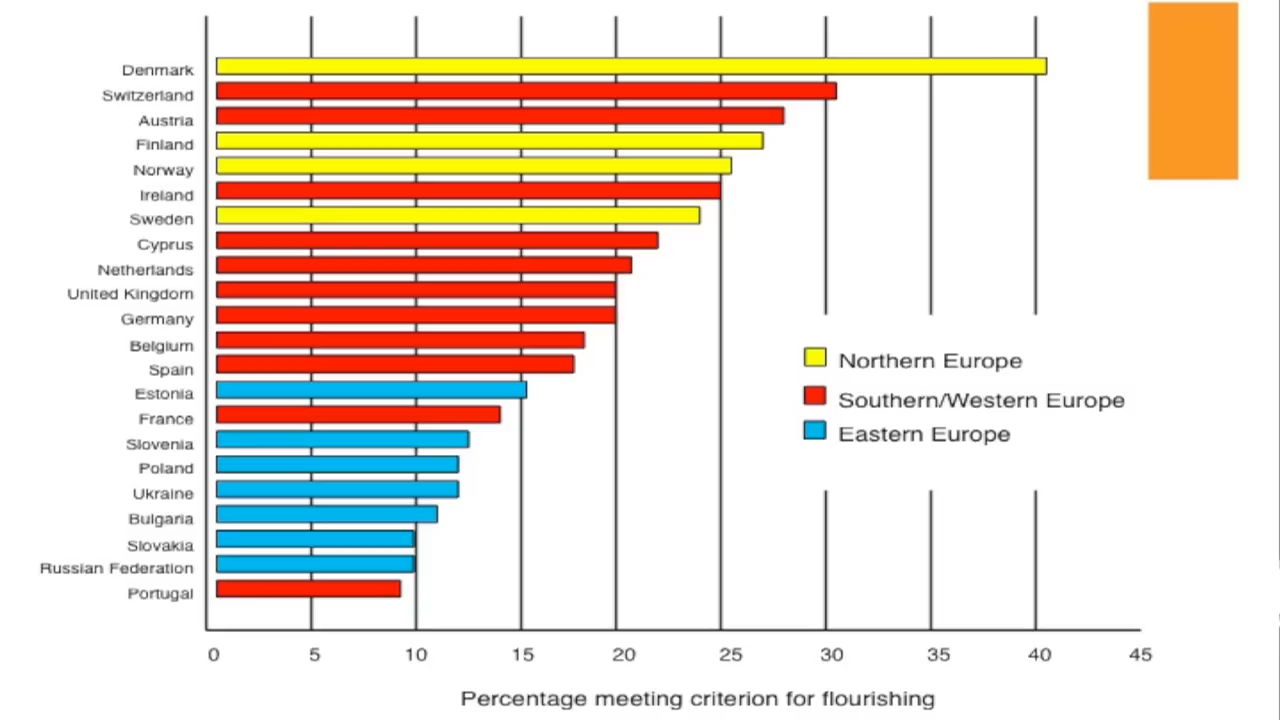 Denmark
Switzerland
Austria
Finland
Norway
Ireland
Sweden
Cyprus
Netherlands
United Kingdom
Germany
Belgium
Spain
Estonia
France
Slovenia
Poland
Ukraine
Bulgaria
Slovakia
Russian Federation
Portugal
Northern Europe
Southern/Western Europe
Eastern Europe
0 5 10 15 20 25 30 35 40 45
Percentage meeting criterion for flourishing